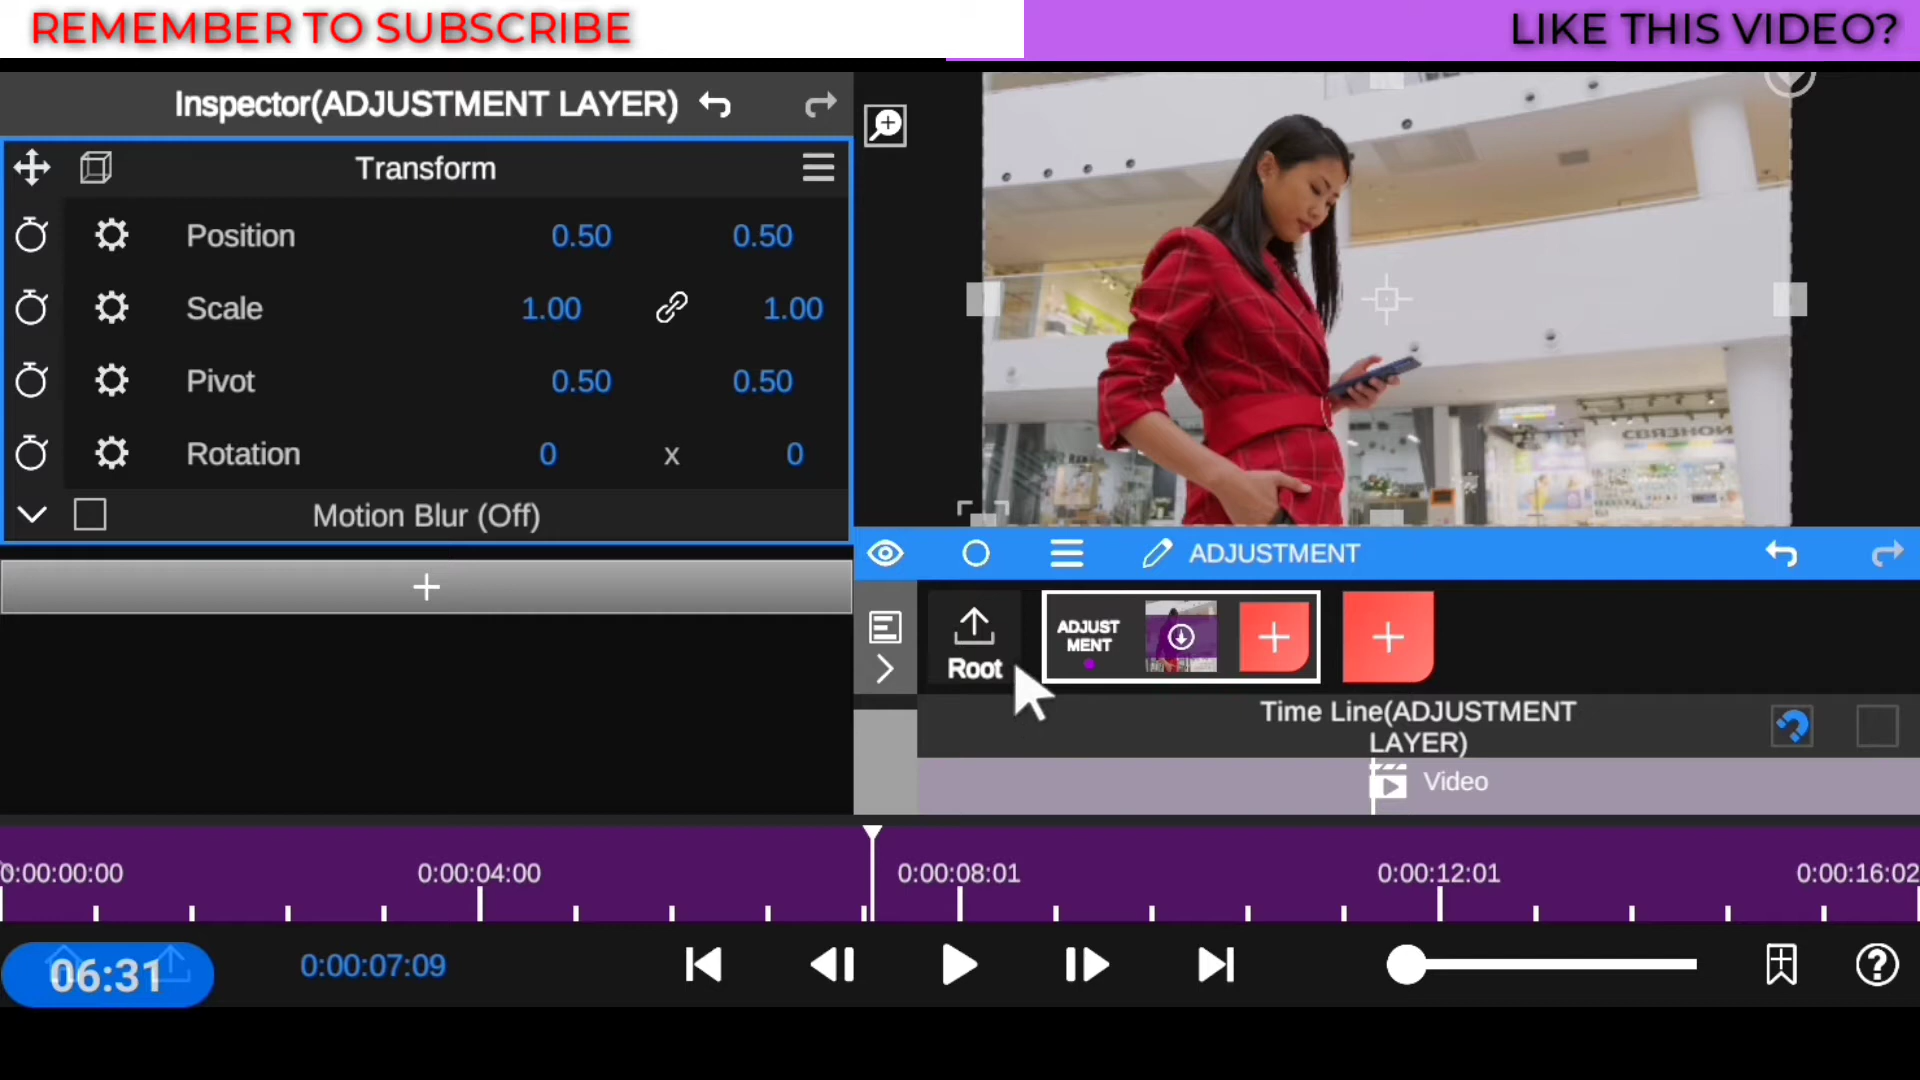 REMEMBER TO SUBSCRIBE
LIKE THIS VIDEO?
Inspector(ADJUSTMENT LAYER)
Transform
Position 0.50 0.50
Scale 1.00 1.00
Pivot 0.50 0.50
Rotation 0 x 0
Motion Blur (Off)
ADJUSTMENT
Root
ADJUST
MENT
Time Line(ADJUSTMENT
LAYER)
Video
0:00:00:00 0:00:04:00 0:00:08:01 0:00:12:01 0:00:16:02
06:31
0:00:07:09